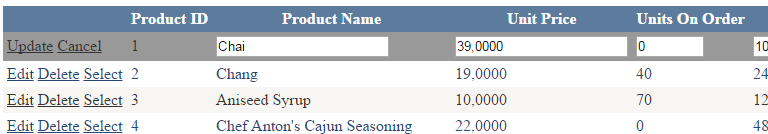 Product ID Product Name Unit Price Units On Order
Update Cancel 1 Chai 39,0000 0 10
Edit Delete Select 2 Chang 19,0000 40 24
Edit Delete Select 3 Aniseed Syrup 10,0000 70 12
Edit Delete Select 4 Chef Anton's Cajun Seasoning 22,0000 0 48